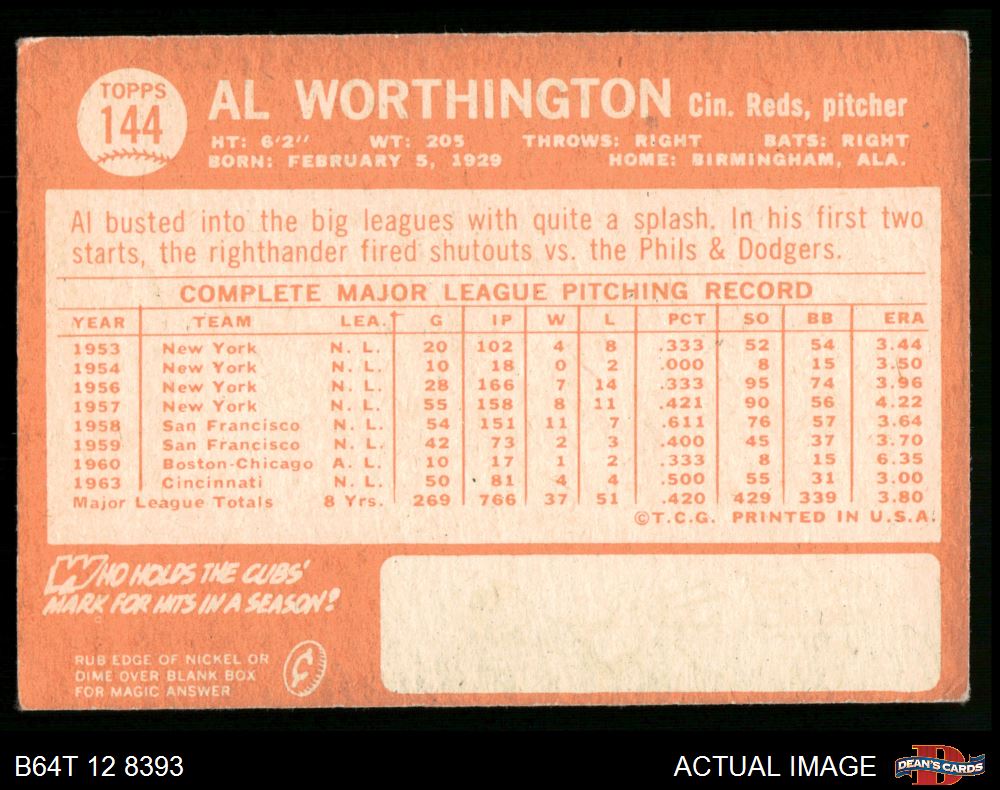 TOPPS
144
AL WORTHINGTON Cin. Reds, pitcher
HT: 6'2" WT: 205 THROWS: RIGHT BATS: RIGHT
BORN: FEBRUARY 5, 1929 HOME: BIRMINGHAM, ALA.
Al busted into the big leagues with quite a splash. In his first two
starts, the righthander fired shutouts vs. the Phils & Dodgers.
COMPLETE MAJOR LEAGUE PITCHING RECORD
YEAR TEAM LEA. G IP W L PCT SO BB ERA
1953 New York N. L. 20 102 4 8 .333 52 54 3.44
1954 New York N. L. 10 18 0 2 .000 8 15 3.50
1956 New York N. L. 28 166 7 14 .333 95 74 3.96
1957 New York N. L. 55 158 8 11 .421 90 56 4.22
1958 San Francisco N. L. 54 151 11 7 .611 76 57 3.64
1959 San Francisco N. L. 42 73 2 3 .400 45 37 3.70
1960 Boston-Chicago A. L. 10 17 1 2 .333 8 15 6.35
1963 Cincinnati N. L. 50 81 4 4 .500 55 31 3.00
Major League Totals 8 Yrs. 269 766 37 51 .420 429 339 3.80
©T.C.G. PRINTED IN U.S.A.
WHO HOLDS THE CUBS'
MARK FOR HITS IN A SEASON?
RUB EDGE OF NICKEL OR
DIME OVER BLANK BOX
FOR MAGIC ANSWER
B64T 12 8393 ACTUAL IMAGE
DEAN'S CARDS